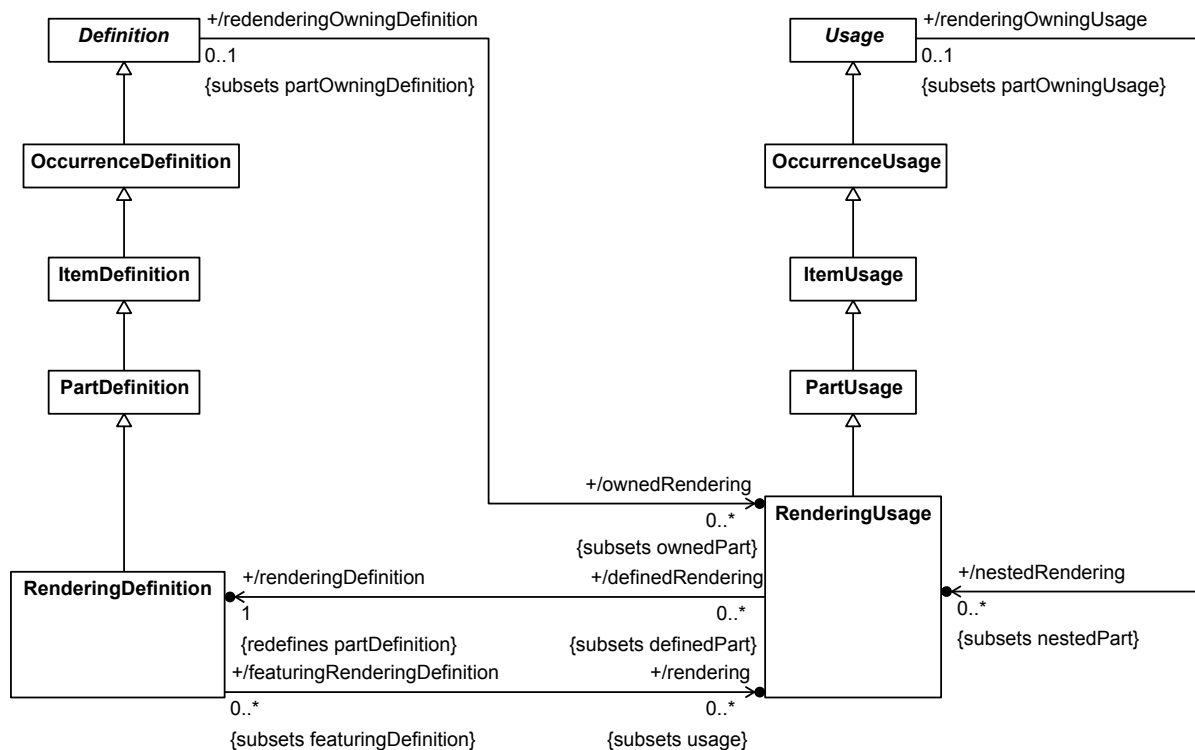 +/redenderingOwningDefinition
+/renderingOwningUsage
Definition
Usage
0..1
0..1
{subsets partOwningDefinition}
{subsets partOwningUsage}
OccurrenceDefinition
OccurrenceUsage
ItemDefinition
ItemUsage
PartDefinition
PartUsage
+/ownedRendering
RenderingUsage
0..*
{subsets ownedPart}
RenderingDefinition
+/renderingDefinition
+/definedRendering
+/nestedRendering
1
0..*
0..*
{redefines partDefinition}
{subsets definedPart}
{subsets nestedPart}
+/featuringRenderingDefinition
+/rendering
0..*
0..*
{subsets featuringDefinition}
{subsets usage}